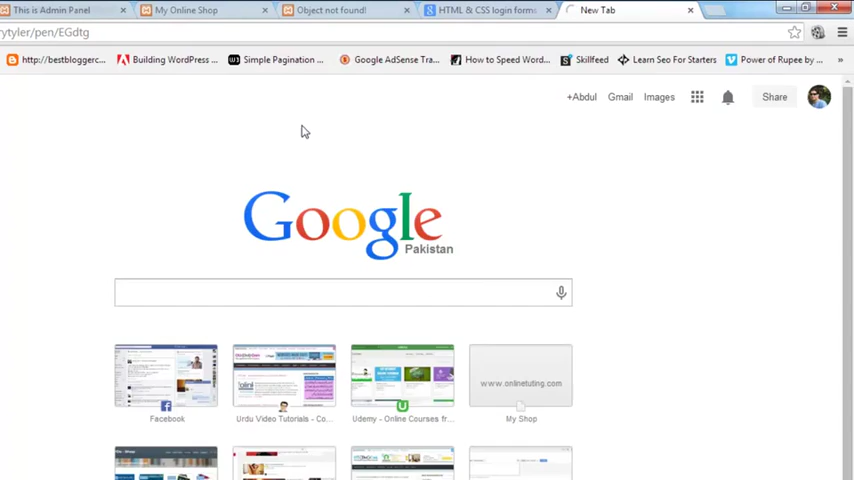 This is Admin Panel
My Online Shop
Object not found!
HTML & CSS login forms
New Tab
rytyler/pen/EGdtg
http://bestbloggerc...
Building WordPress ...
Simple Pagination ...
Google AdSense Tra...
How to Speed Word...
Skillfeed
Learn Seo For Starters
Power of Rupee by ...
»
+Abdul
Gmail
Images
Share
Google
Pakistan
www.onlinetuting.com
Facebook
Urdu Video Tutorials - Co...
Udemy - Online Courses fr...
My Shop